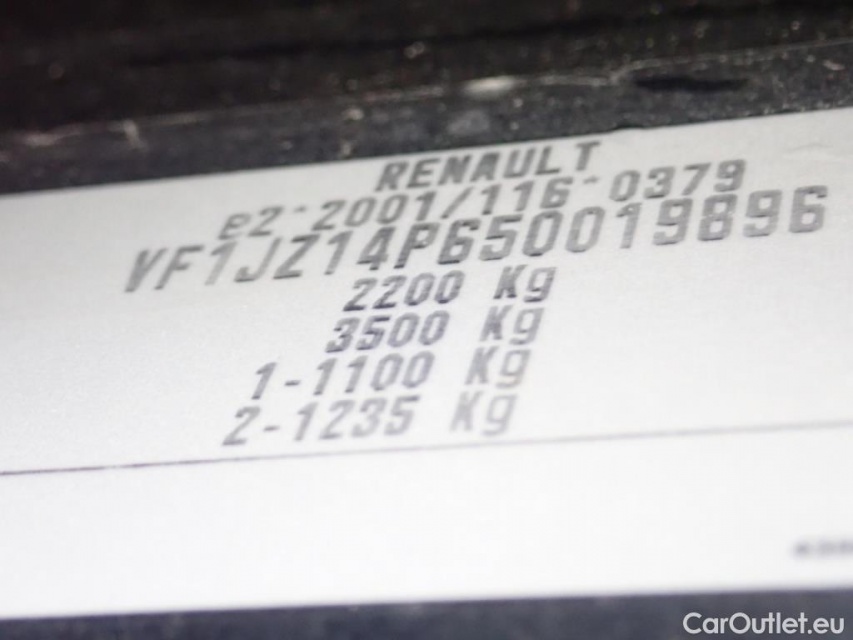 RENAULT
e2*2001/116*0379
VF1JZ14P650019896
2200 Kg
3500 Kg
1-1100 Kg
2-1235 Kg
CarOutlet.eu